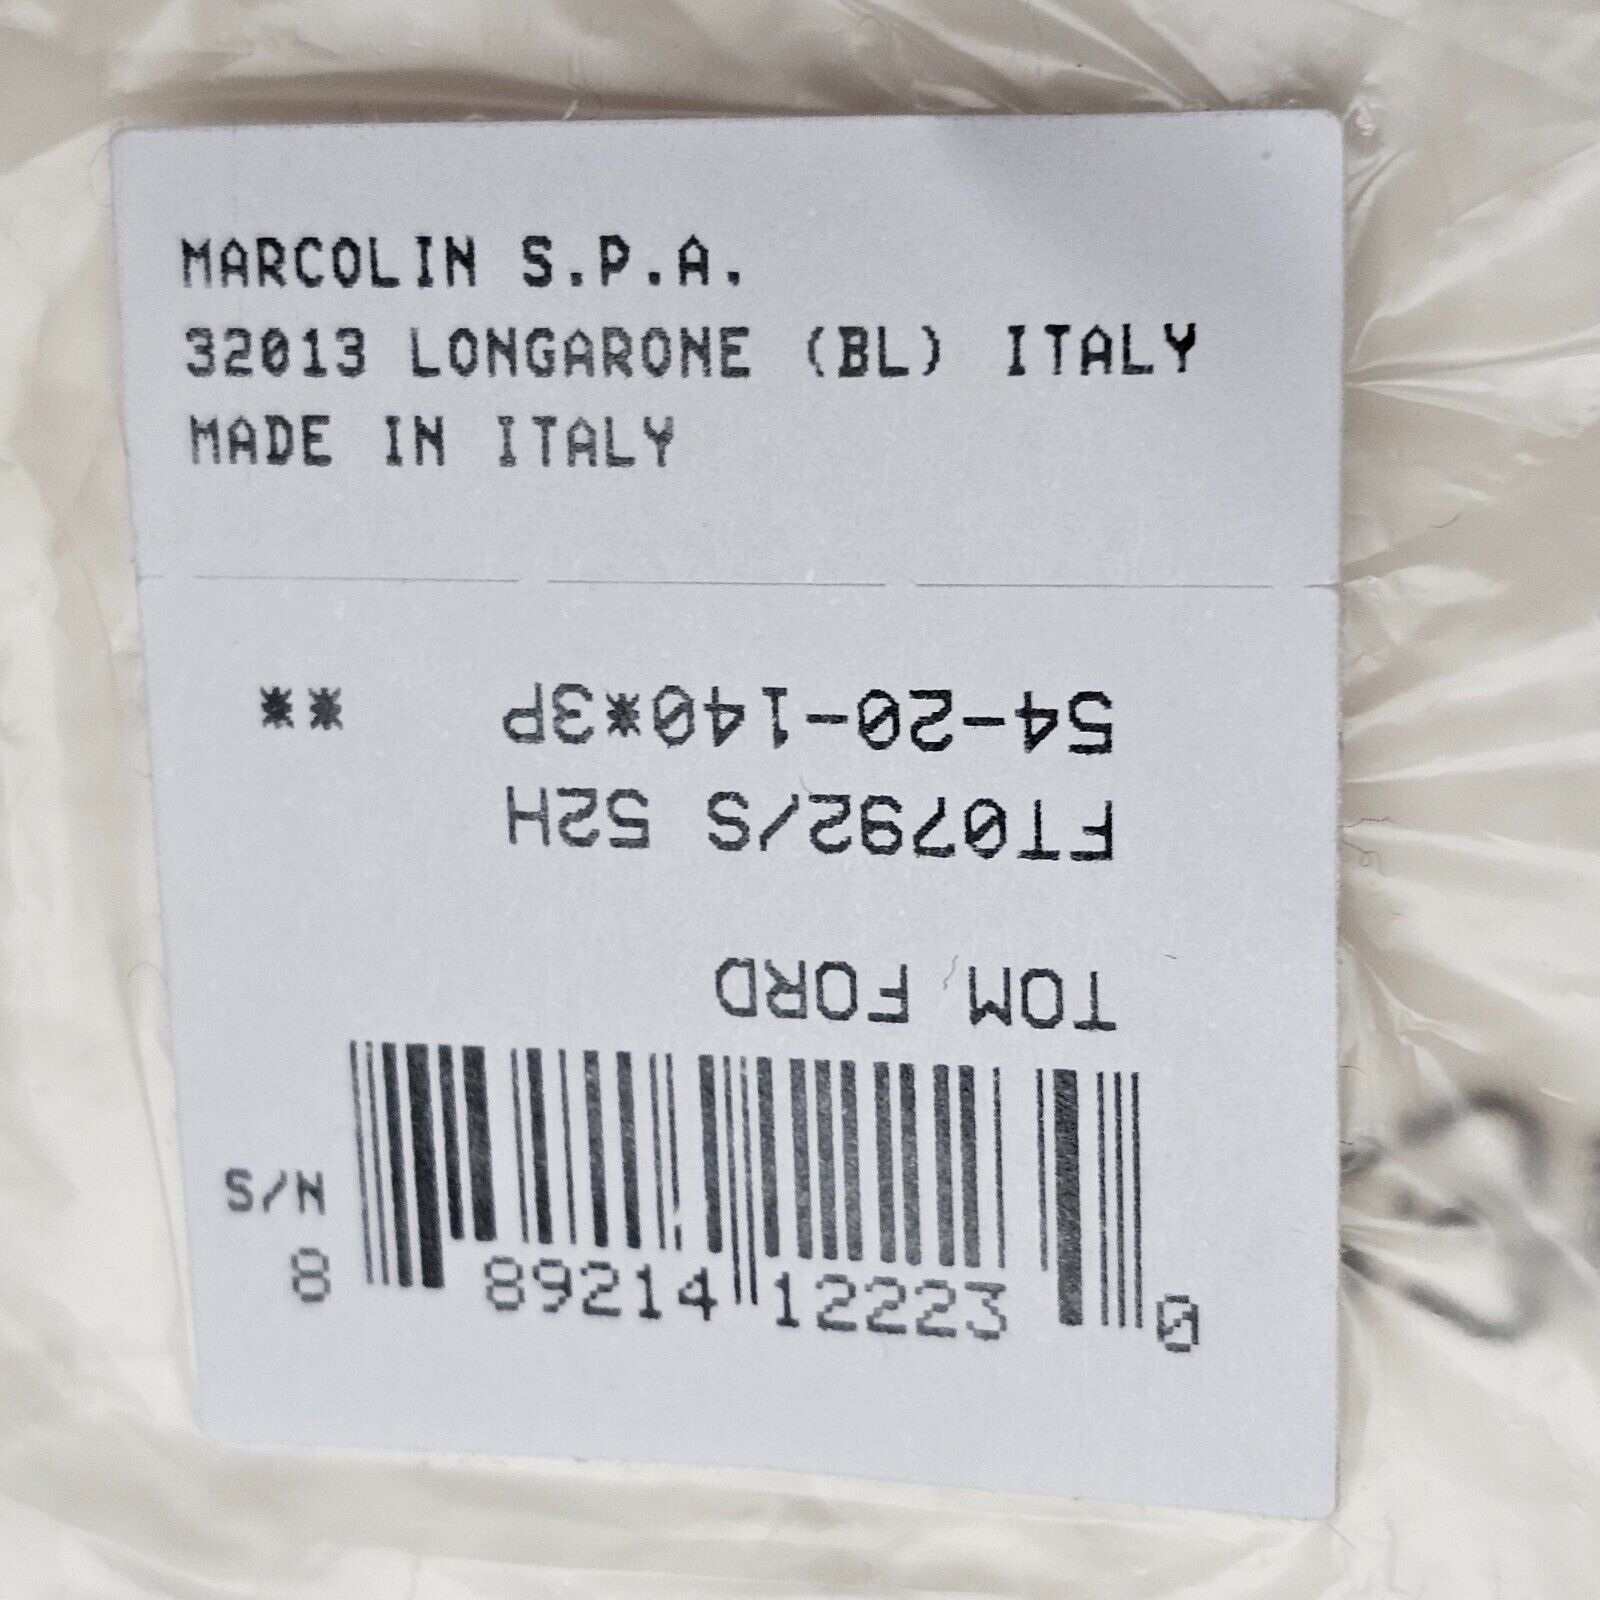 MARCOLIN S.P.A.
32013 LONGARONE (BL) ITALY
MADE IN ITALY
TOM FORD
FT0792/S 52H
54-20-140*3P **
S/N
8 89214 12223 0